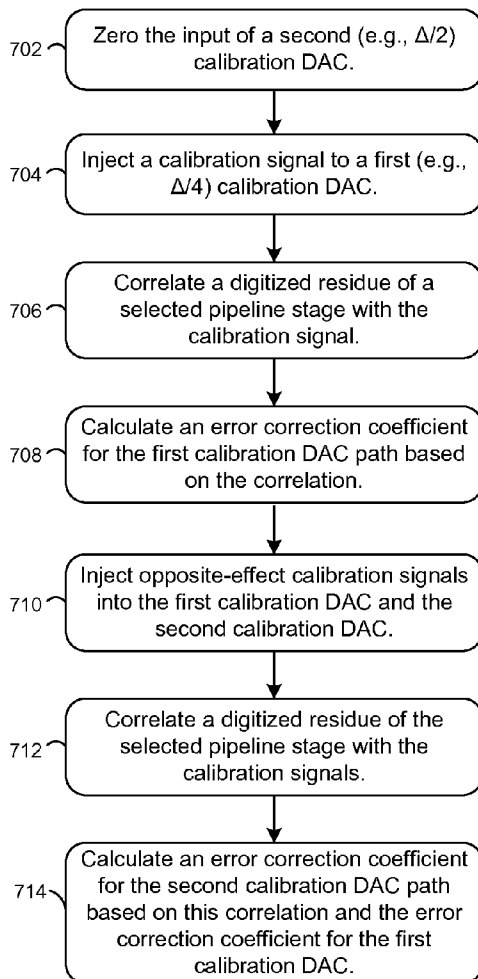 702
Zero the input of a second (e.g., Δ/2)
calibration DAC.
704
Inject a calibration signal to a first (e.g.,
Δ/4) calibration DAC.
706
Correlate a digitized residue of a
selected pipeline stage with the
calibration signal.
708
Calculate an error correction coefficient
for the first calibration DAC path based
on the correlation.
710
Inject opposite-effect calibration signals
into the first calibration DAC and the
second calibration DAC.
712
Correlate a digitized residue of the
selected pipeline stage with the
calibration signals.
714
Calculate an error correction coefficient
for the second calibration DAC path
based on this correlation and the error
correction coefficient for the first
calibration DAC.